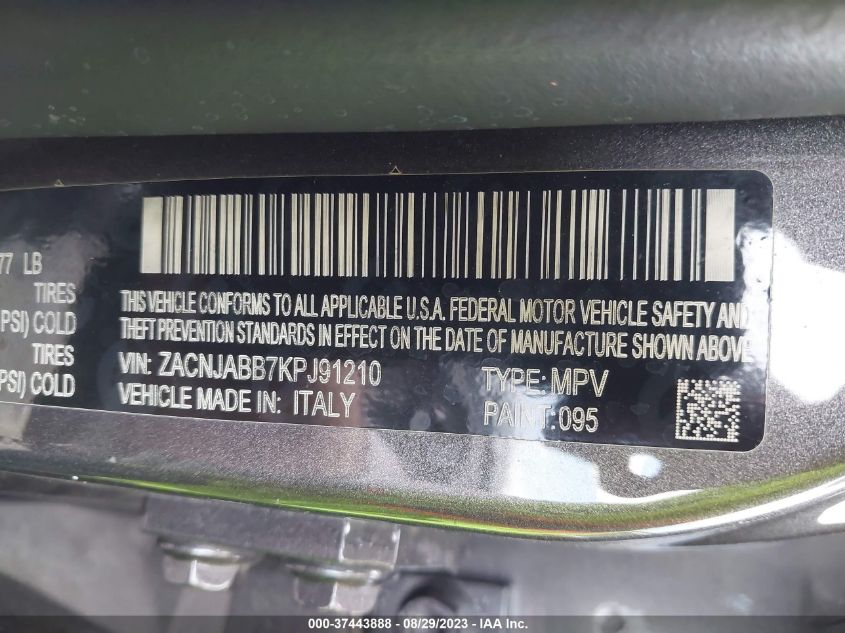 77 LB
TIRES
PSI) COLD
TIRES
PSI) COLD
THIS VEHICLE CONFORMS TO ALL APPLICABLE U.S.A. FEDERAL MOTOR VEHICLE SAFETY AND
THEFT PREVENTION STANDARDS IN EFFECT ON THE DATE OF MANUFACTURE SHOWN ABOVE
VIN: ZACNJABB7KPJ91210
TYPE: MPV
VEHICLE MADE IN: ITALY
PAINT: 095
000-37443888 - 08/29/2023 - IAA Inc.